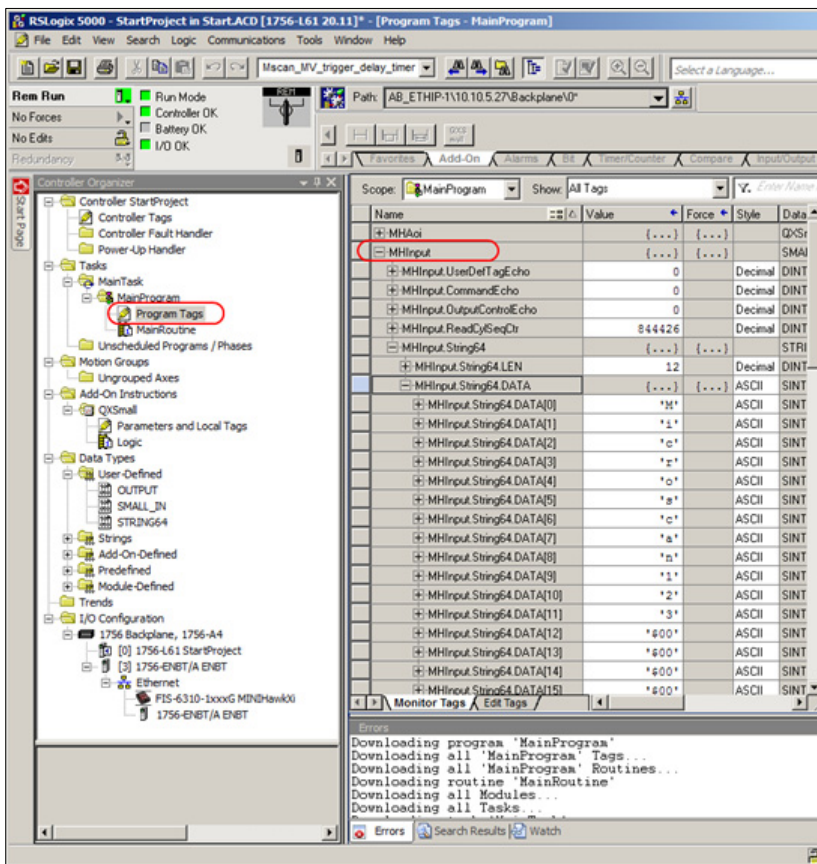 RSLogix 5000 - StartProject in Start.ACD [1756-L61 20.11]* - [Program Tags - MainProgram]
File Edit View Search Logic Communications Tools Window Help
Mscan_MV_trigger_delay_timer
Select a Language...
Rem Run
Run Mode
REM
Path: AB_ETHIP-1\10.10.5.27\Backplane\0*
No Forces
Controller OK
Battery OK
No Edits
I/O OK
Redundancy
Favorites Add-On Alarms Bit Timer/Counter Compare Input/Output
Start Page
Controller Organizer
Controller StartProject
Controller Tags
Controller Fault Handler
Power-Up Handler
Tasks
MainTask
MainProgram
Program Tags
MainRoutine
Unscheduled Programs / Phases
Motion Groups
Ungrouped Axes
Add-On Instructions
QXSmall
Parameters and Local Tags
Logic
Data Types
User-Defined
OUTPUT
SMALL_IN
STRING64
Strings
Add-On-Defined
Predefined
Module-Defined
Trends
I/O Configuration
1756 Backplane, 1756-A4
[0] 1756-L61 StartProject
[3] 1756-ENBT/A ENBT
Ethernet
FIS-6310-1xxxG MINIHawkXi
1756-ENBT/A ENBT
Scope: MainProgram Show: All Tags Enter Name
Name Value Force Style Data
MHAoi {...} {...} QXSr
MHInput {...} {...} SMAL
MHInput.UserDefTagEcho 0 Decimal DINT
MHInput.CommandEcho 0 Decimal DINT
MHInput.OutputControlEcho 0 Decimal DINT
MHInput.ReadCylSeqCtr 844426 Decimal DINT
MHInput.String64 {...} {...} STRI
MHInput.String64.LEN 12 Decimal DINT
MHInput.String64.DATA {...} {...} ASCII SINT
MHInput.String64.DATA[0] 'M' ASCII SINT
MHInput.String64.DATA[1] 'i' ASCII SINT
MHInput.String64.DATA[2] 'c' ASCII SINT
MHInput.String64.DATA[3] 'r' ASCII SINT
MHInput.String64.DATA[4] 'o' ASCII SINT
MHInput.String64.DATA[5] 's' ASCII SINT
MHInput.String64.DATA[6] 'c' ASCII SINT
MHInput.String64.DATA[7] 'a' ASCII SINT
MHInput.String64.DATA[8] 'n' ASCII SINT
MHInput.String64.DATA[9] '1' ASCII SINT
MHInput.String64.DATA[10] '2' ASCII SINT
MHInput.String64.DATA[11] '3' ASCII SINT
MHInput.String64.DATA[12] '$00' ASCII SINT
MHInput.String64.DATA[13] '$00' ASCII SINT
MHInput.String64.DATA[14] '$00' ASCII SINT
MHInput.String64.DATA[15] '$00' ASCII SINT
Monitor Tags Edit Tags
Errors
Downloading program 'MainProgram'
Downloading all 'MainProgram' Tags...
Downloading all 'MainProgram' Routines...
Downloading routine 'MainRoutine'
Downloading all Modules...
Downloading all Tasks...
Errors Search Results Watch